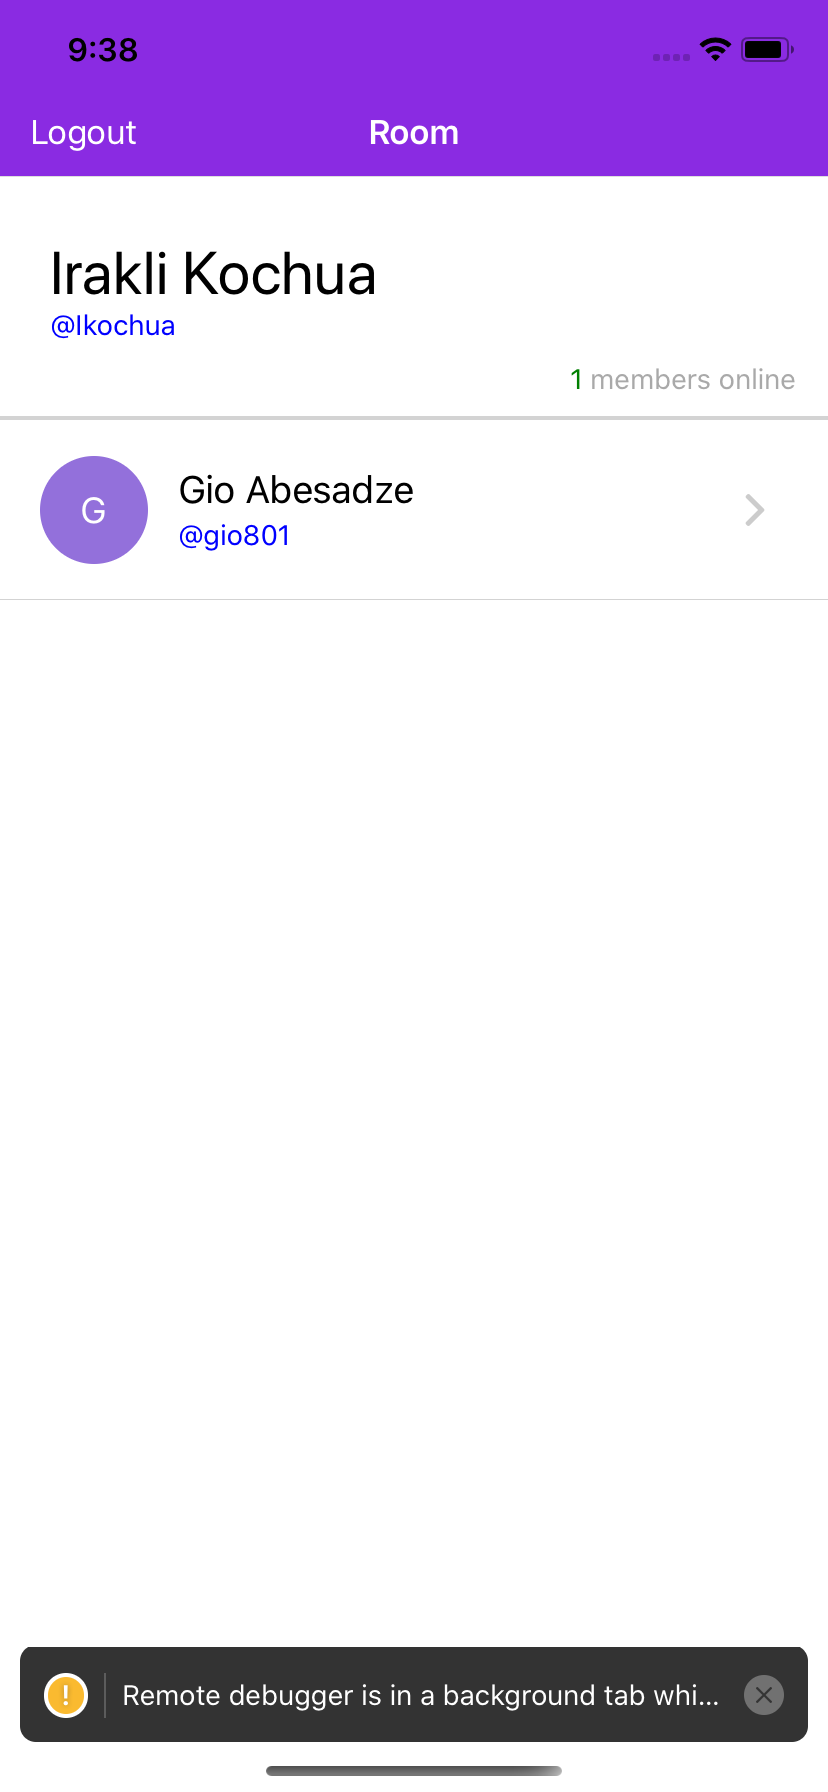 9:38
Logout
Room
Irakli Kochua
@Ikochua
1 members online
G
Gio Abesadze
@gio801
! Remote debugger is in a background tab whi...